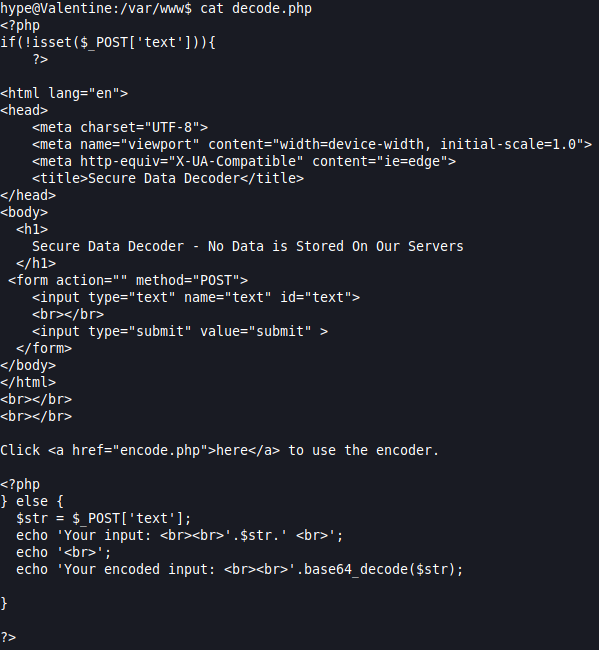 hype@Valentine:/var/www$ cat decode.php
<?php
if(!isset($_POST['text'])){
    ?>

<html lang="en">
<head>
    <meta charset="UTF-8">
    <meta name="viewport" content="width=device-width, initial-scale=1.0">
    <meta http-equiv="X-UA-Compatible" content="ie=edge">
    <title>Secure Data Decoder</title>
</head>
<body>
  <h1>
    Secure Data Decoder - No Data is Stored On Our Servers
  </h1>
 <form action="" method="POST">
    <input type="text" name="text" id="text">
    <br></br>
    <input type="submit" value="submit" >
  </form>
</body>
</html>
<br></br>
<br></br>

Click <a href="encode.php">here</a> to use the encoder.

<?php
} else {
  $str = $_POST['text'];
  echo 'Your input: <br><br>'.$str.' <br>';
  echo '<br>';
  echo 'Your encoded input: <br><br>'.base64_decode($str);

}

?>